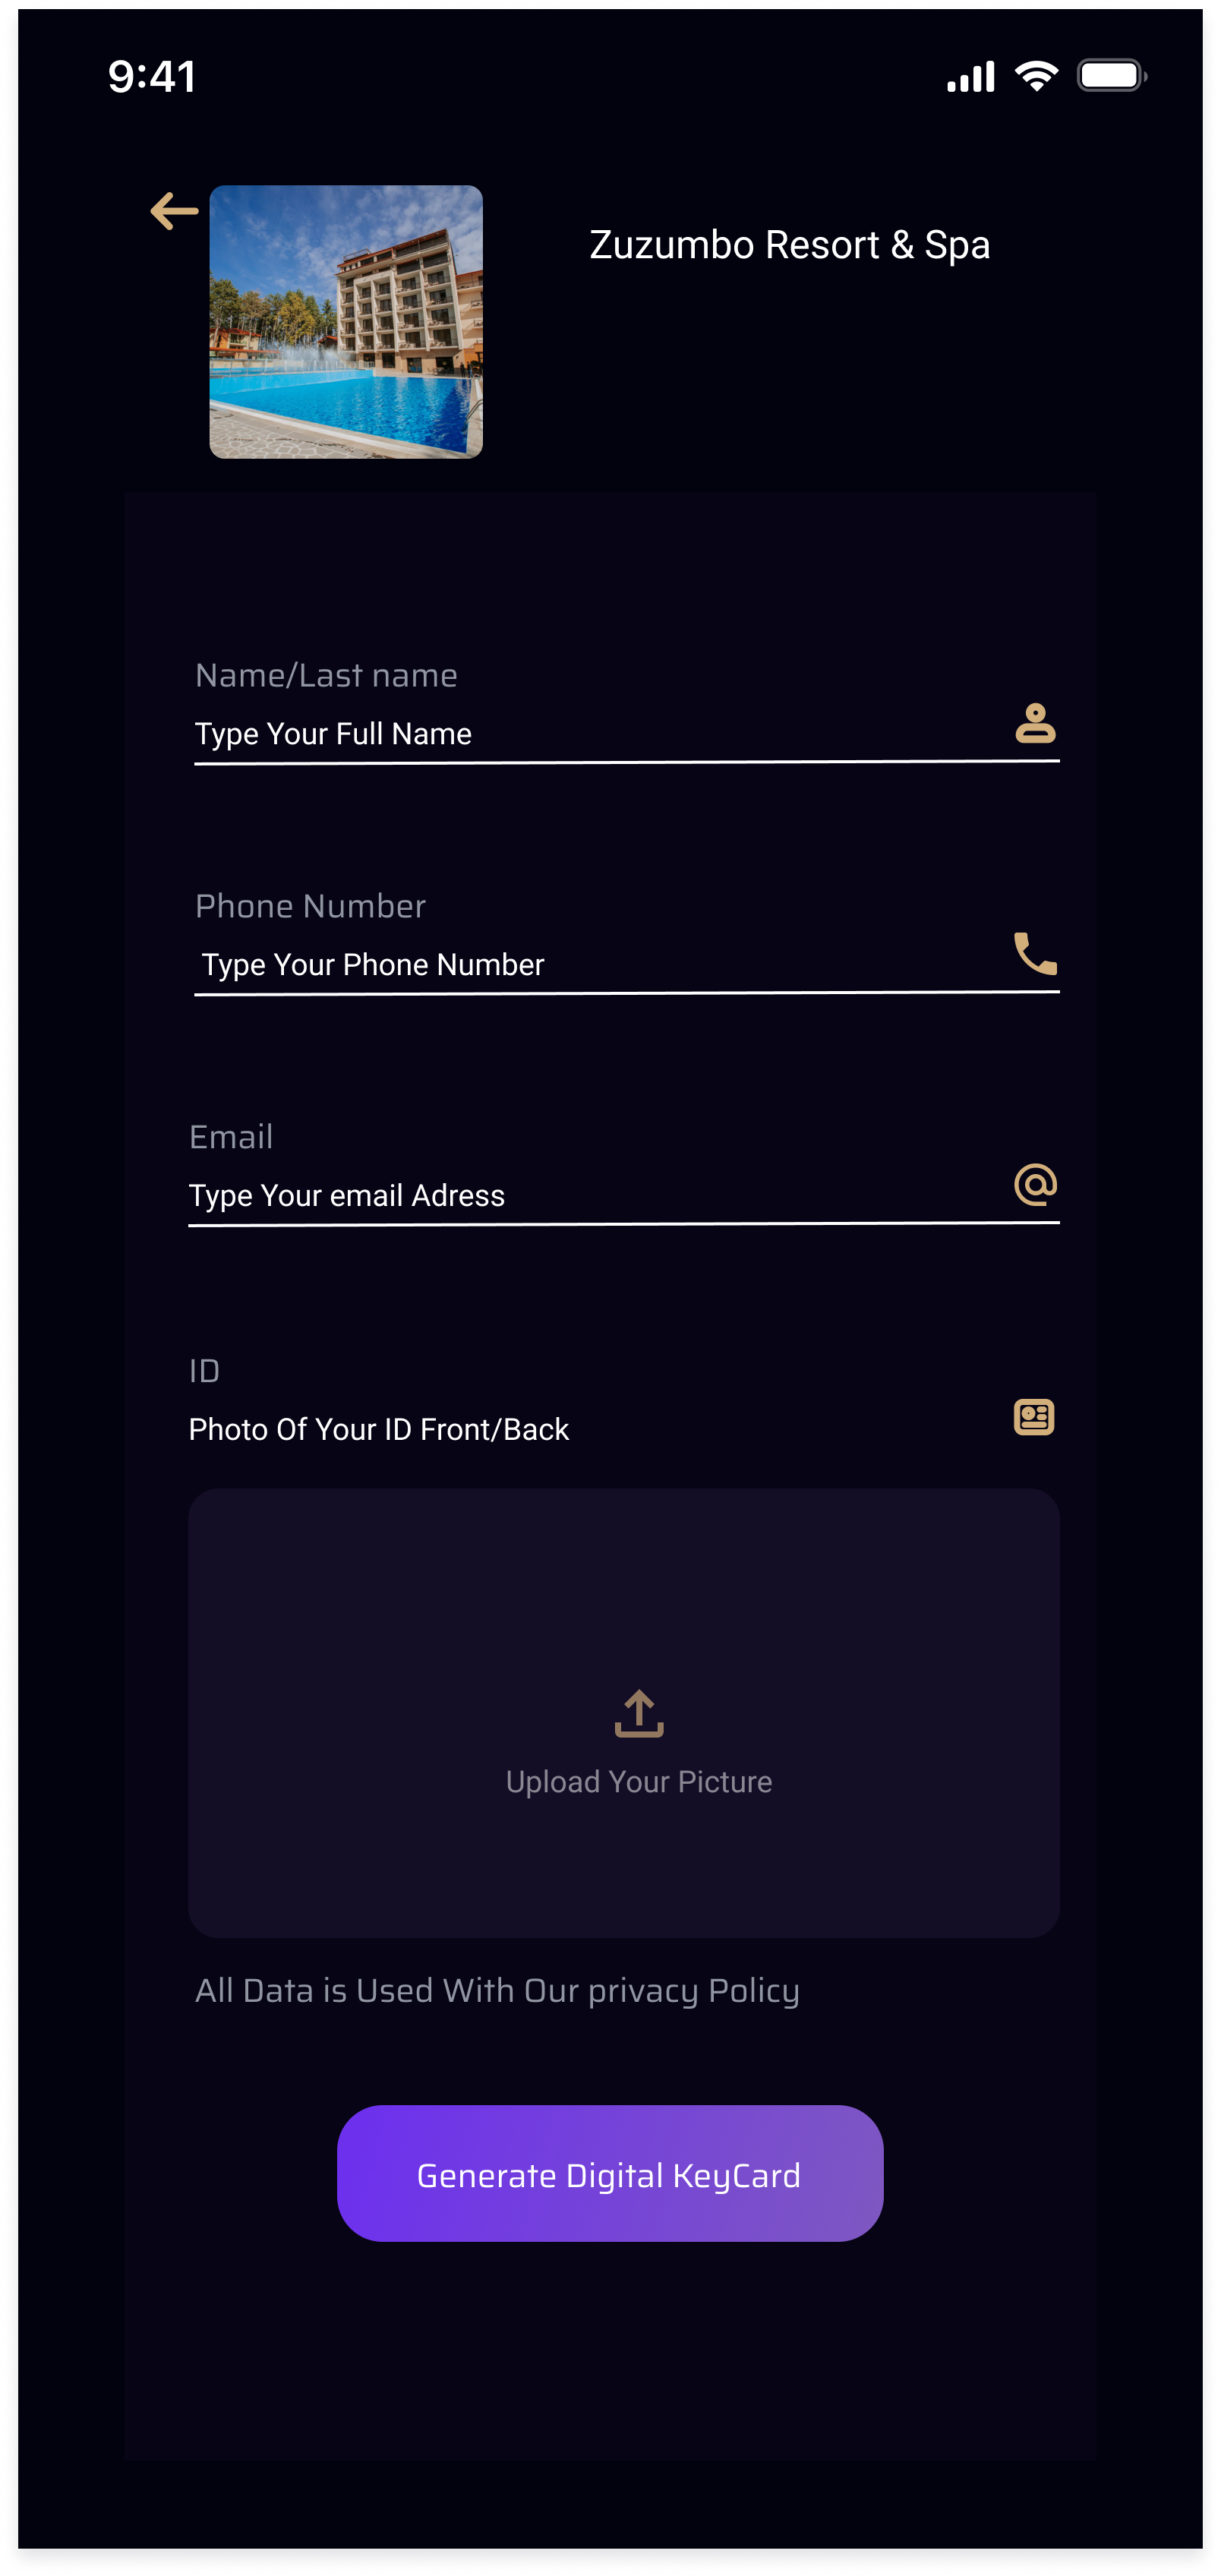 9:41
Zuzumbo Resort & Spa
Name/Last name
Type Your Full Name
Phone Number
Type Your Phone Number
Email
Type Your email Adress
ID
Photo Of Your ID Front/Back
Upload Your Picture
All Data is Used With Our privacy Policy
Generate Digital KeyCard